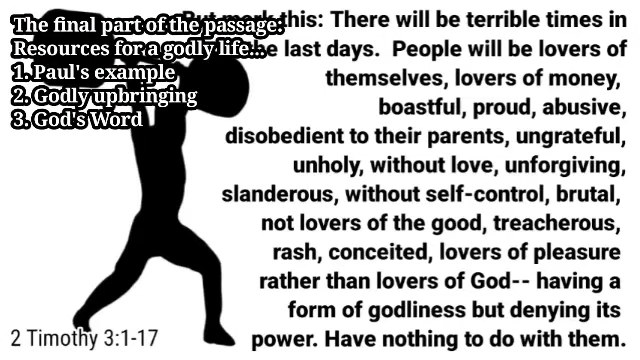 The final part of the passage:
Resources for a godly life...
1. Paul's example
2. Godly upbringing
3. God's Word
this: There will be terrible times in
last days. People will be lovers of
themselves, lovers of money,
boastful, proud, abusive,
disobedient to their parents, ungrateful,
unholy, without love, unforgiving,
slanderous, without self-control, brutal,
not lovers of the good, treacherous,
rash, conceited, lovers of pleasure
rather than lovers of God-- having a
form of godliness but denying its
power. Have nothing to do with them.
2 Timothy 3:1-17